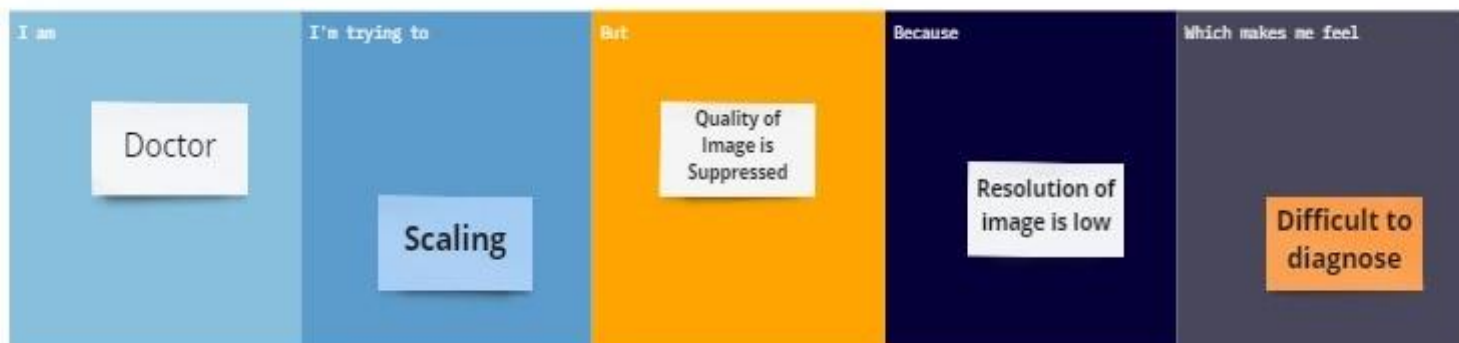 I am
Doctor
I'm trying to
Scaling
But
Quality of
Image is
Suppressed
Because
Resolution of
image is low
Which makes me feel
Difficult to
diagnose